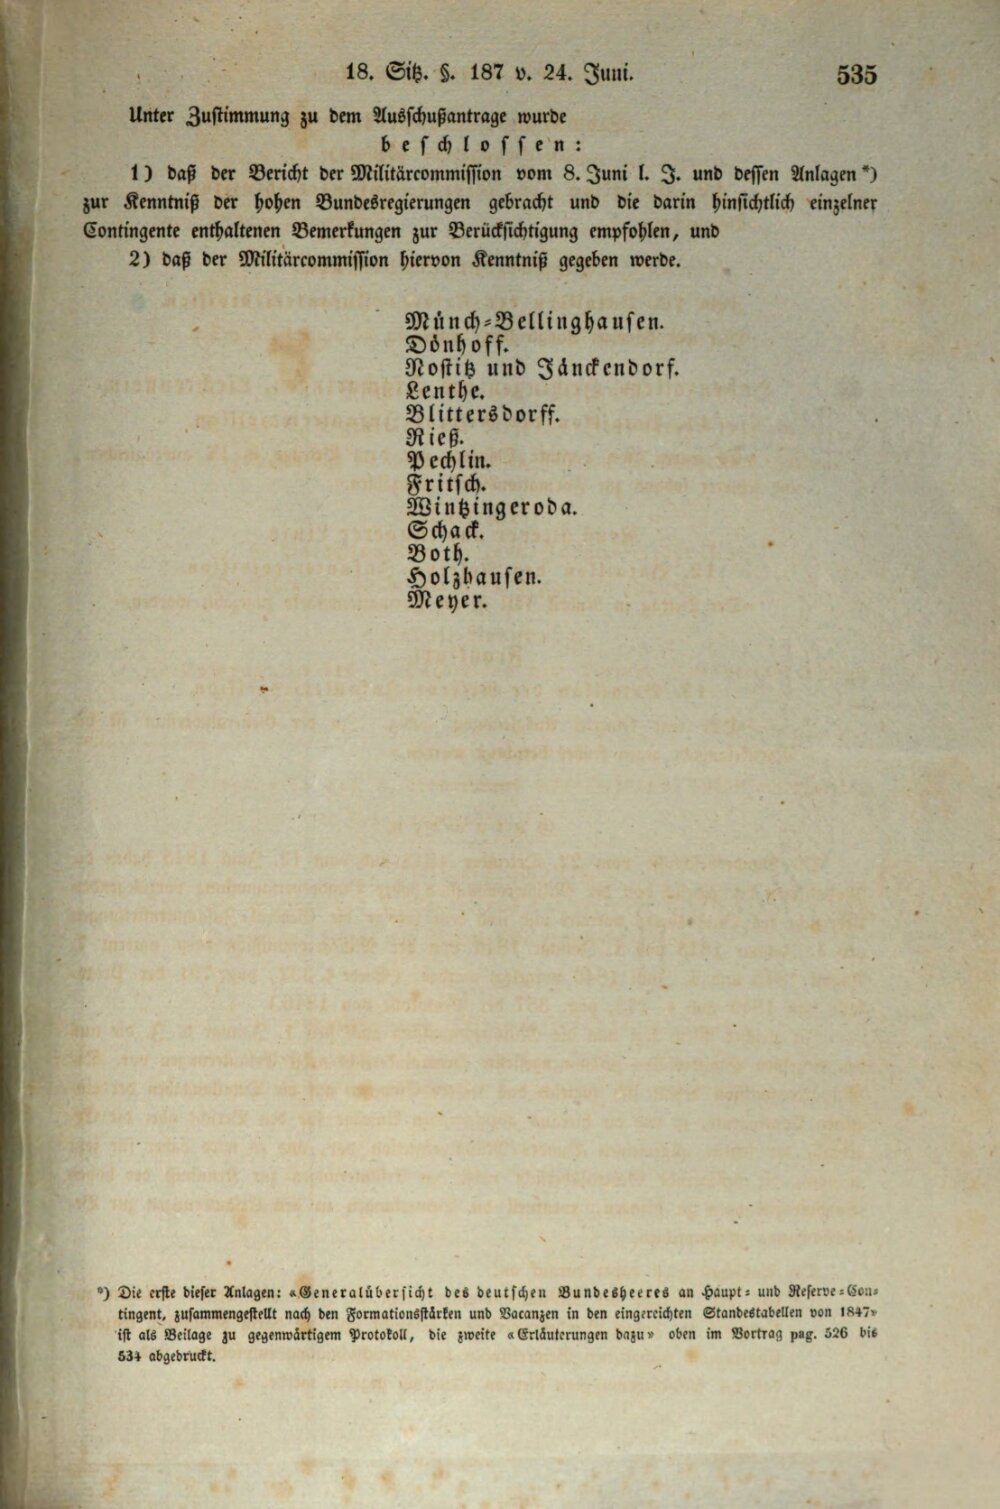 18. Sitz. §. 187 v. 24. Juni.
535
Unter Zustimmung zu dem Ausschußantrage wurde
beschlossen:
1) daß der Bericht der Militärcommission vom 8. Juni l. J. und dessen Anlagen *)
zur Kenntniß der hohen Bundesregierungen gebracht und die darin hinsichtlich einzelner
Contingente enthaltenen Bemerkungen zur Berücksichtigung empfohlen, und
2) daß der Militärcommission hiervon Kenntniß gegeben werde.
Münch-Bellinghausen.
Dönhoff.
Nostitz und Jänckendorf.
Lenthe.
Blittersdorff.
Rieß.
Pechlin.
Fritsch.
Wintzingeroda.
Schack.
Both.
Holzhausen.
Meyer.
*) Die erste dieser Anlagen: «Generalübersicht des deutschen Bundesheeres an Haupt- und Reserve-Con-
tingent, zusammengestellt nach den Formationsstärken und Vacanzen in den eingereichten Standestabellen von 1847»
ist als Beilage zu gegenwärtigem Protokoll, die zweite «Erläuterungen dazu» oben im Vortrag pag. 526 bis
534 abgedruckt.